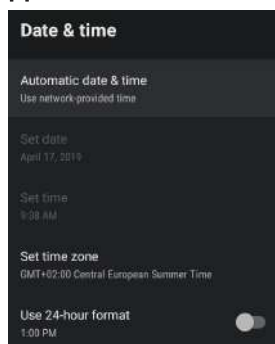 Date & time
Automatic date & time
Use network-provided time
Set date
April 17, 2019
Set time
9:08 AM
Set time zone
GMT+02:00 Central European Summer Time
Use 24-hour format
1:00 PM